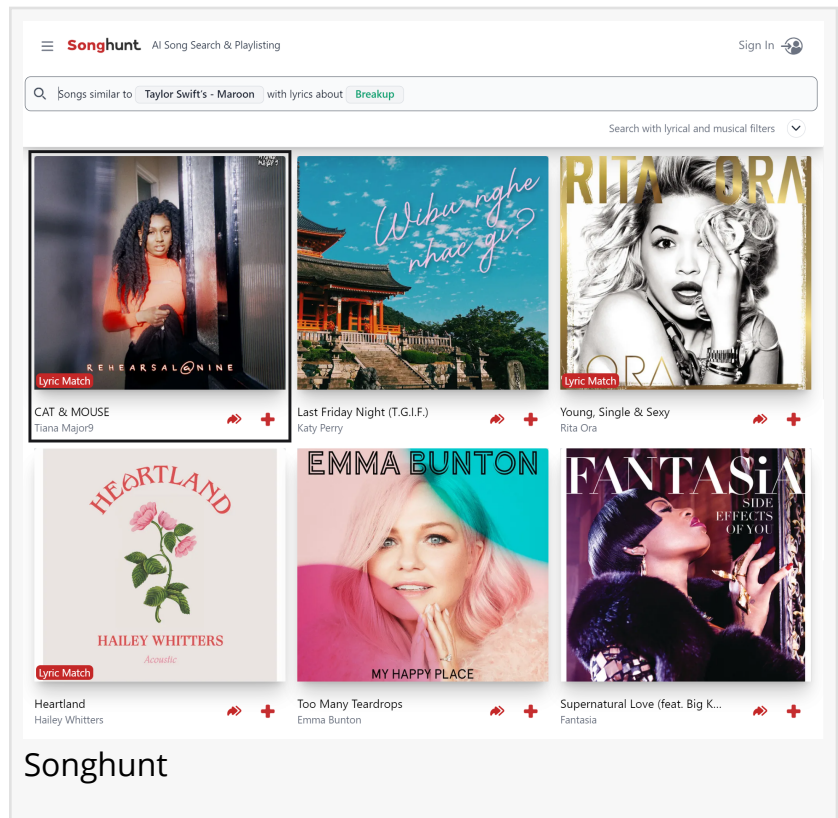 Songhunt AI Song Search & Playlisting
Sign In
Songs similar to Taylor Swift's - Maroon with lyrics about Breakup
Search with lyrical and musical filters
REHEARSAL@NINE
Lyric Match
CAT & MOUSE
Tiana Major9
Wibu nghe
nhac gi?
Last Friday Night (T.G.I.F.)
Katy Perry
RITA ORA
ORA
Lyric Match
Young, Single & Sexy
Rita Ora
HEARTLAND
HAILEY WHITTERS
Acoustic
Lyric Match
Heartland
Hailey Whitters
EMMA BUNTON
MY HAPPY PLACE
Too Many Teardrops
Emma Bunton
FANTASiA
SIDE
EFFECTS
OF YOU
Supernatural Love (feat. Big K...
Fantasia
Songhunt